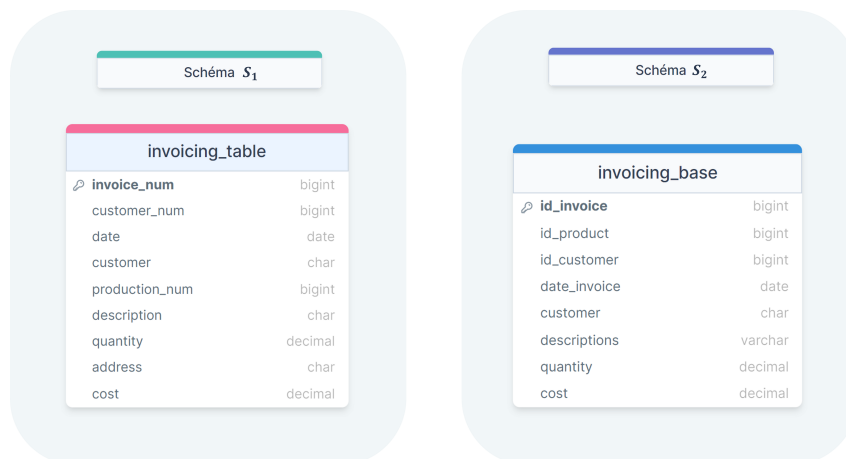 Schéma S₁
invoicing_table
invoice_num bigint
customer_num bigint
date date
customer char
production_num bigint
description char
quantity decimal
address char
cost decimal
Schéma S₂
invoicing_base
id_invoice bigint
id_product bigint
id_customer bigint
date_invoice date
customer char
descriptions varchar
quantity decimal
cost decimal